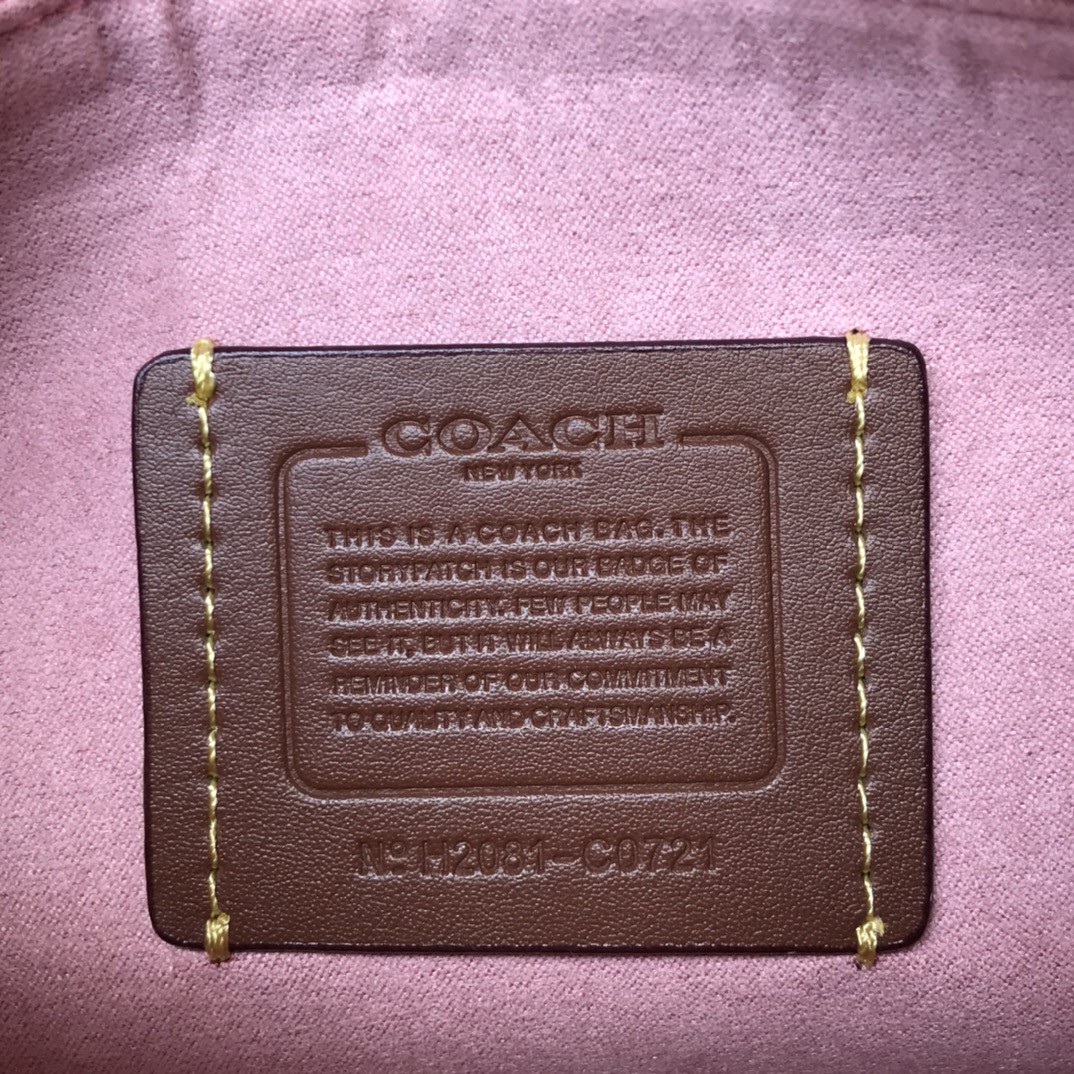 COACH
NEW YORK
THIS IS A COACH BAG. THE
STORYPATCH IS OUR BADGE OF
AUTHENTICITY. FEW PEOPLE MAY
SEE IT, BUT IT WILL ALWAYS BE A
REMINDER OF OUR COMMITMENT
TO QUALITY AND CRAFTSMANSHIP.
Nº H2081-C0721